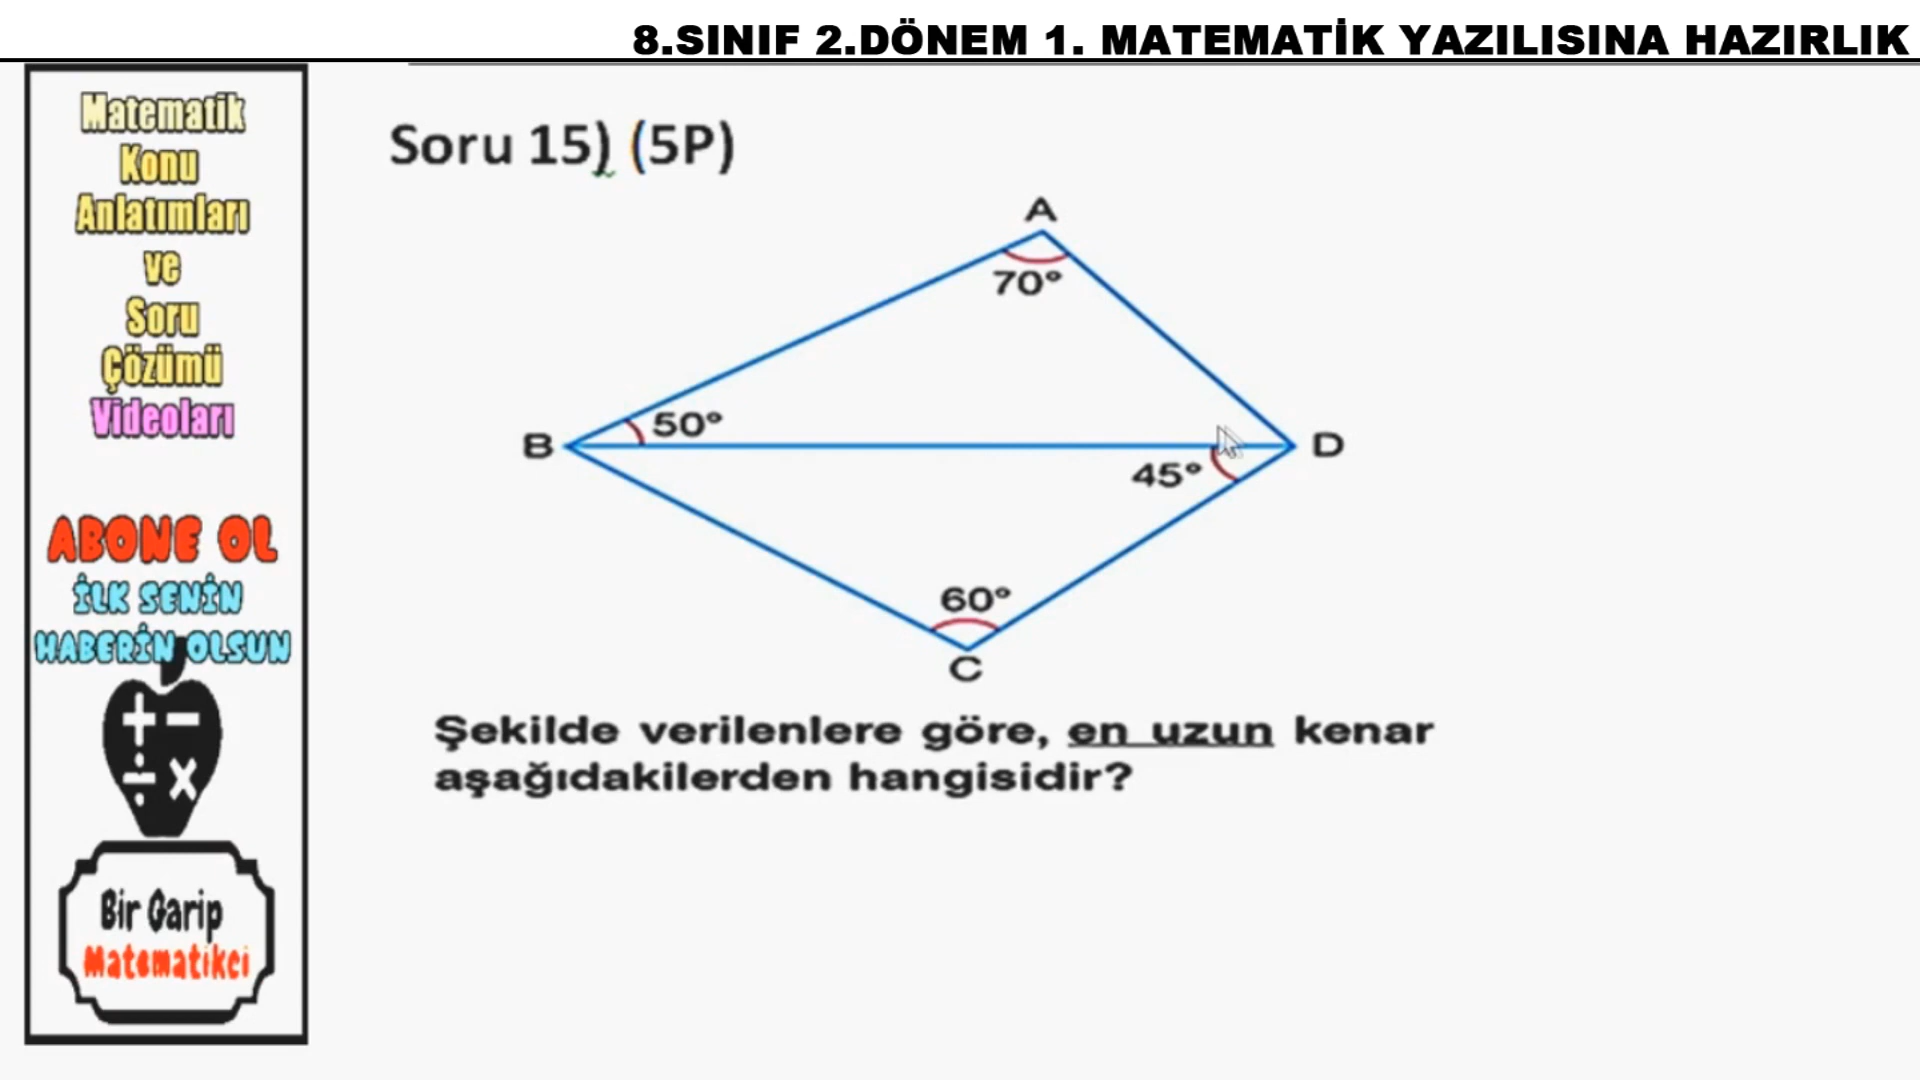 8.SINIF 2.DÖNEM 1. MATEMATİK YAZILISINA HAZIRLIK
Matematik
Konu
Anlatımları
ve
Soru
Çözümü
Videoları
ABONE OL
İLK SENİN
HABERİN OLSUN
Bir Garip
Matematikci
Soru 15) (5P)
A
70°
B
50°
D
45°
60°
C
Şekilde verilenlere göre, en uzun kenar
aşağıdakilerden hangisidir?